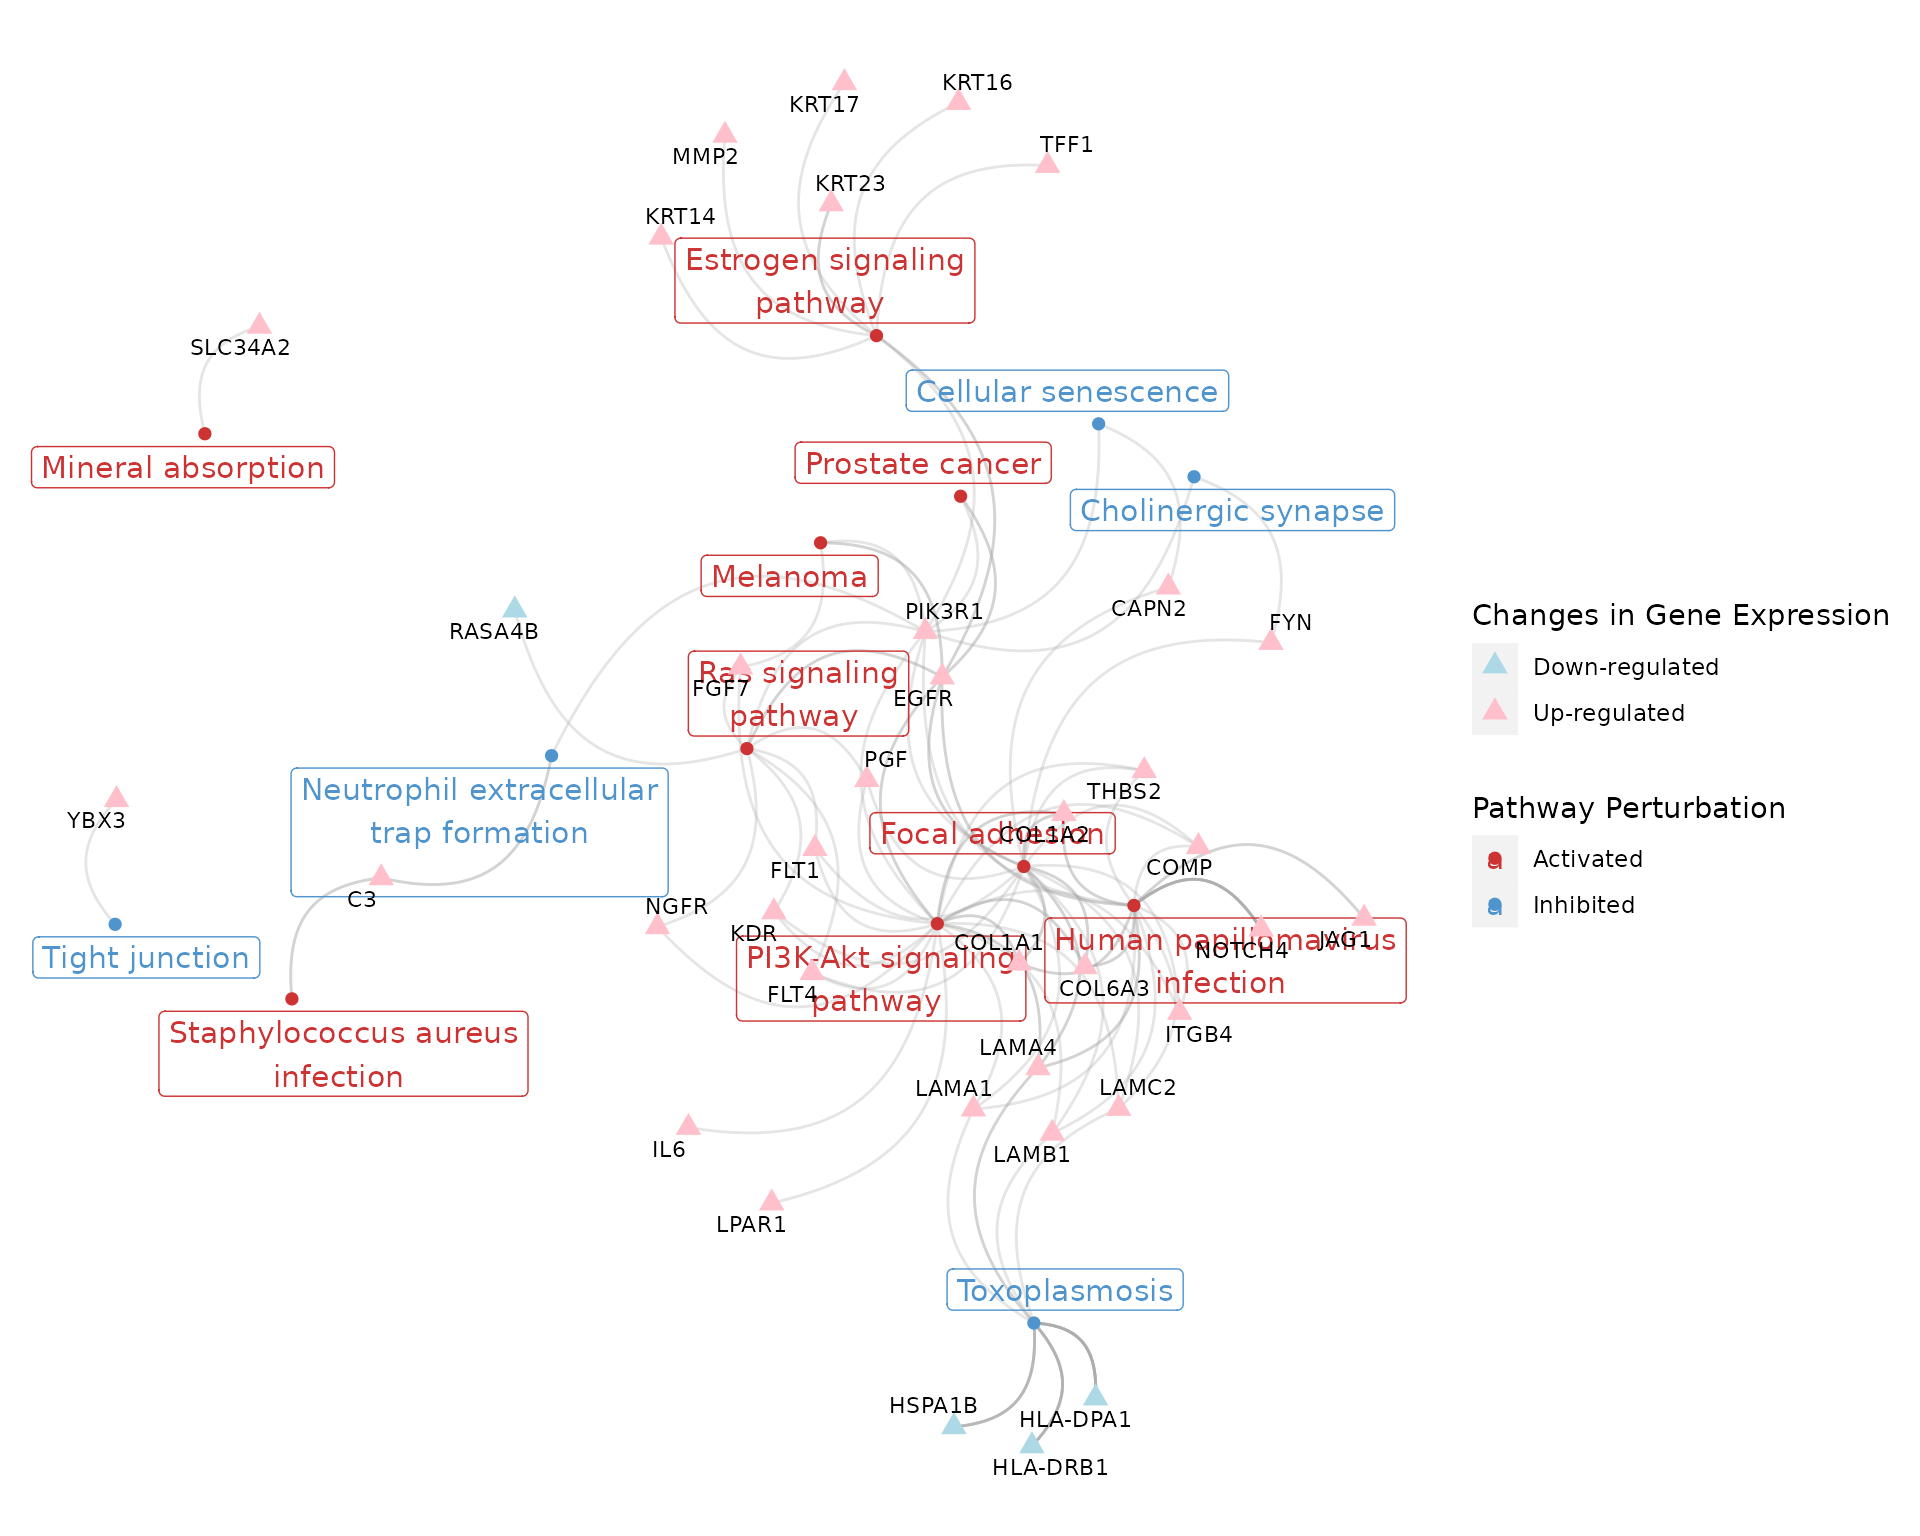 KRT17
KRT16
MMP2
TFF1
KRT23
KRT14
Estrogen signaling
pathway
SLC34A2
Cellular senescence
Mineral absorption
Prostate cancer
Cholinergic synapse
Melanoma
RASA4B
PIK3R1
CAPN2
FYN
Ras signaling
FGF7
pathway
EGFR
PGF
THBS2
Neutrophil extracellular
trap formation
YBX3
C3
FLT1
Focal adhesion
COL1A2
COMP
NGFR
KDR
Tight junction
PI3K-Akt signaling
pathway
COL1A1
Human papillomavirus
infection
NOTCH4
JAG1
FLT4
COL6A3
ITGB4
Staphylococcus aureus
infection
LAMA4
LAMA1
LAMC2
IL6
LAMB1
LPAR1
Toxoplasmosis
HSPA1B
HLA-DPA1
HLA-DRB1
Changes in Gene Expression
Down-regulated
Up-regulated
Pathway Perturbation
a Activated
a Inhibited